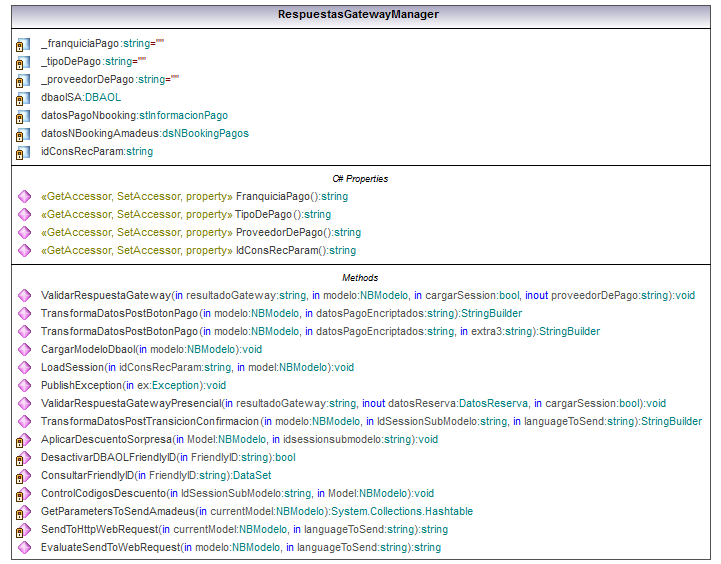 RespuestasGatewayManager
_franquiciaPago:string=""
_tipoDePago:string=""
_proveedorDePago:string=""
dbaolSA:DBAOL
datosPagoNbooking:stInformacionPago
datosNBookingAmadeus:dsNBookingPagos
idConsRecParam:string
C# Properties
«GetAccessor, SetAccessor, property» FranquiciaPago():string
«GetAccessor, SetAccessor, property» TipoDePago():string
«GetAccessor, SetAccessor, property» ProveedorDePago():string
«GetAccessor, SetAccessor, property» IdConsRecParam():string
Methods
ValidarRespuestaGateway(in resultadoGateway:string, in modelo:NBModelo, in cargarSession:bool, inout proveedorDePago:string):void
TransformaDatosPostBotonPago(in modelo:NBModelo, in datosPagoEncriptados:string):StringBuilder
TransformaDatosPostBotonPago(in modelo:NBModelo, in datosPagoEncriptados:string, in extra3:string):StringBuilder
CargarModeloDbaol(in modelo:NBModelo):void
LoadSession(in idConsRecParam:string, in model:NBModelo):void
PublishException(in ex:Exception):void
ValidarRespuestaGatewayPresencial(in resultadoGateway:string, inout datosReserva:DatosReserva, in cargarSession:bool):void
TransformaDatosPostTransicionConfirmacion(in modelo:NBModelo, in IdSessionSubModelo:string, in languageToSend:string):StringBuilder
AplicarDescuentoSorpresa(in Model:NBModelo, in idsessionsubmodelo:string):void
DesactivarDBAOLFriendlyID(in FriendlyID:string):bool
ConsultarFriendlyID(in FriendlyID:string):DataSet
ControlCodigosDescuento(in IdSessionSubModelo:string, in Model:NBModelo):void
GetParametersToSendAmadeus(in currentModel:NBModelo):System.Collections.Hashtable
SendToHttpWebRequest(in currentModel:NBModelo, in languageToSend:string):string
EvaluateSendToWebRequest(in modelo:NBModelo, in languageToSend:string):string